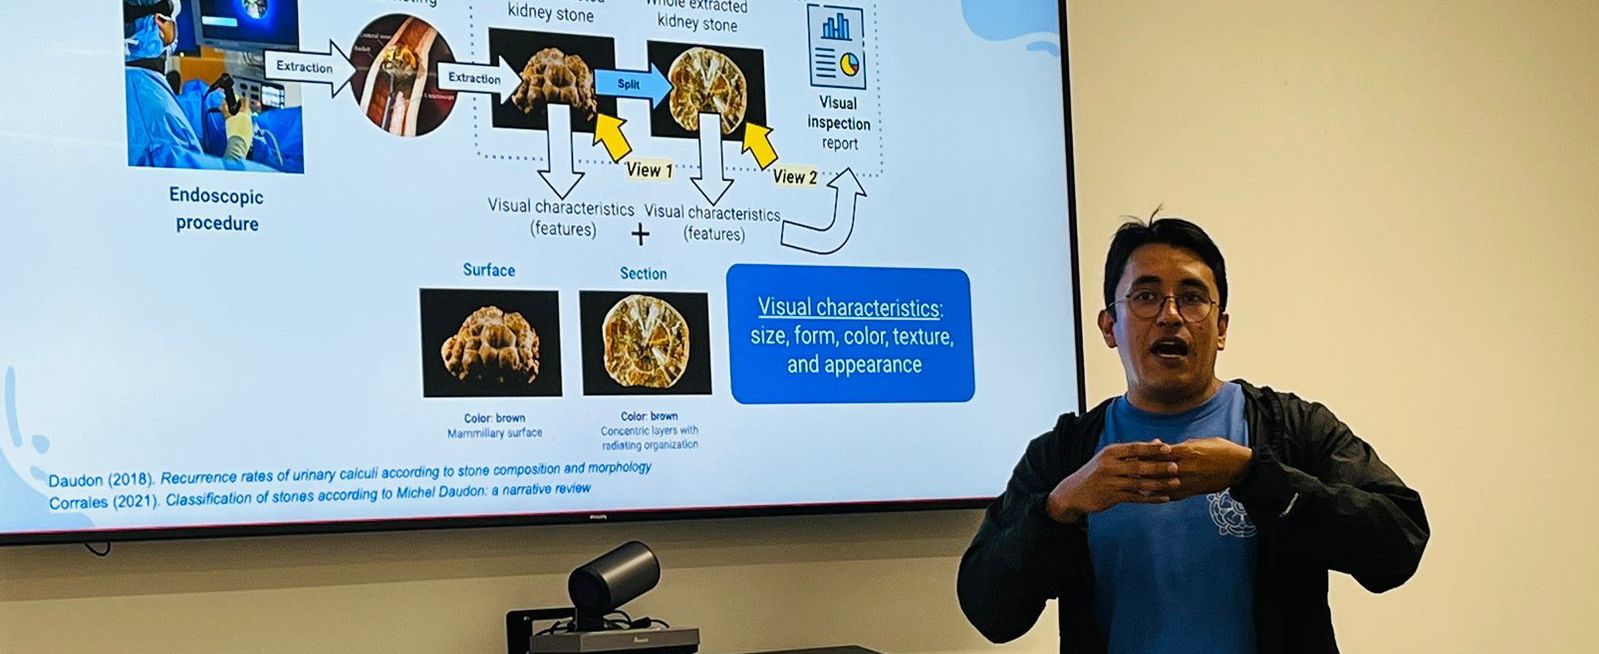 kidney stone
Whole extracted
kidney stone
Extraction
Extraction
Split
Visual
inspection
report
View 1
View 2
Endoscopic
procedure
Visual characteristics
(features)
+
Visual characteristics
(features)
Surface
Section
Visual characteristics:
size, form, color, texture,
and appearance
Color: brown
Mammillary surface
Color: brown
Concentric layers with
radiating organization
Daudon (2018). Recurrence rates of urinary calculi according to stone composition and morphology
Corrales (2021). Classification of stones according to Michel Daudon: a narrative review
PHILIPS